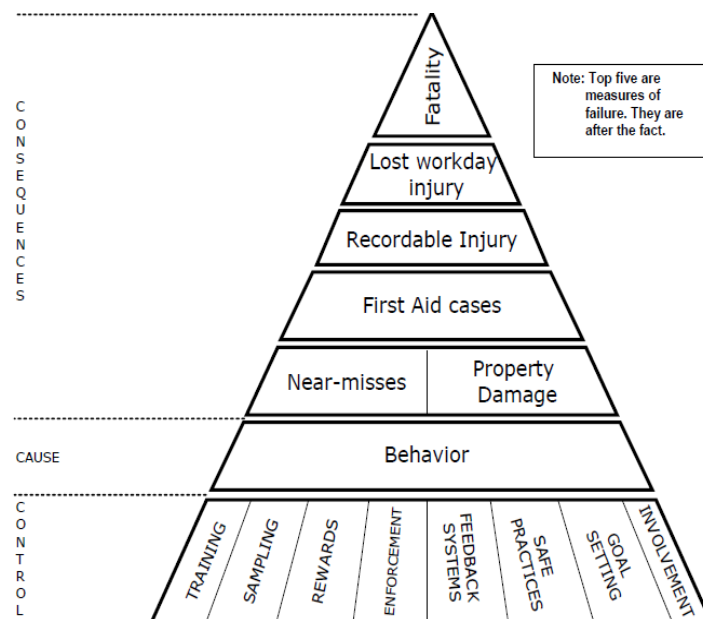 Fatality
Note: Top five are
measures of
failure. They are
after the fact.
CONSEQUENCES
Lost workday
injury
Recordable Injury
First Aid cases
Near-misses
Property
Damage
CAUSE
Behavior
CONTROL
TRAINING
SAMPLING
REWARDS
ENFORCEMENT
FEEDBACK
SYSTEMS
SAFE
PRACTICES
GOAL
SETTING
INVOLVEMENT